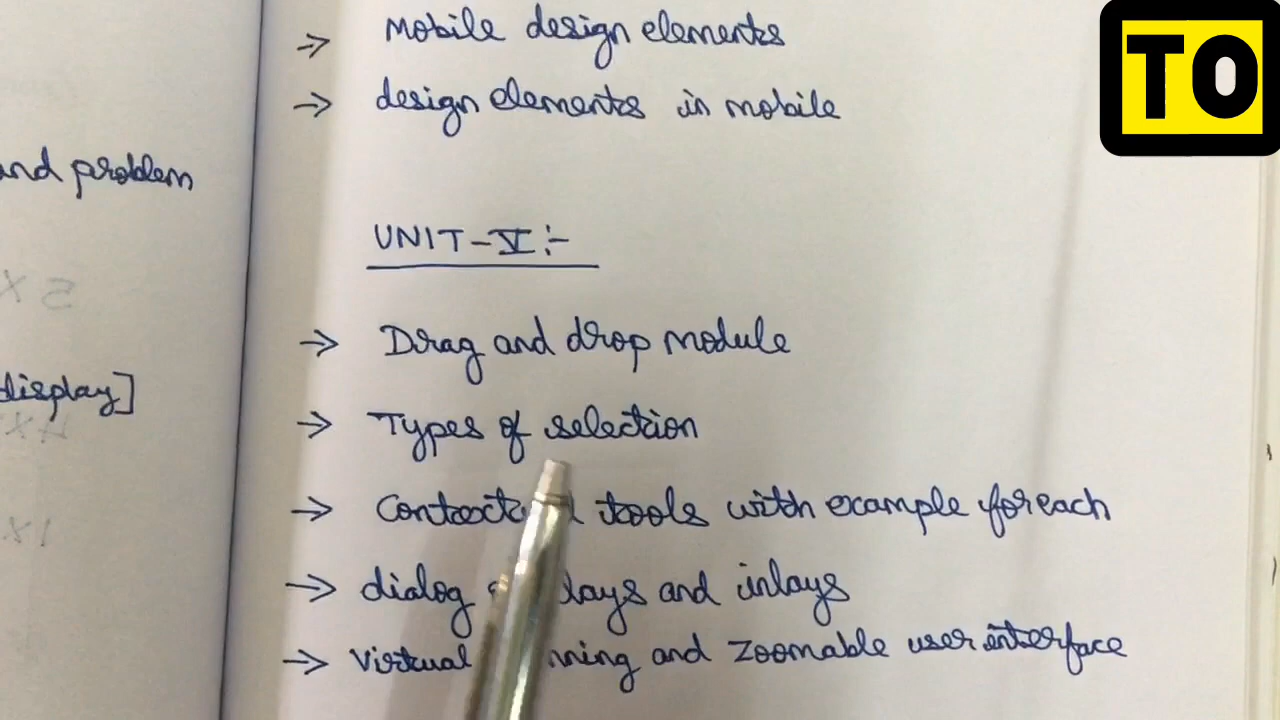 → Mobile design elements
→ design elements in mobile
and problem
UNIT-V:-
→ Drag and drop module
display]
→ Types of selection
→ tools with example for each
→ dialog and inlays
→ Virtual and Zoomable user interface
TO